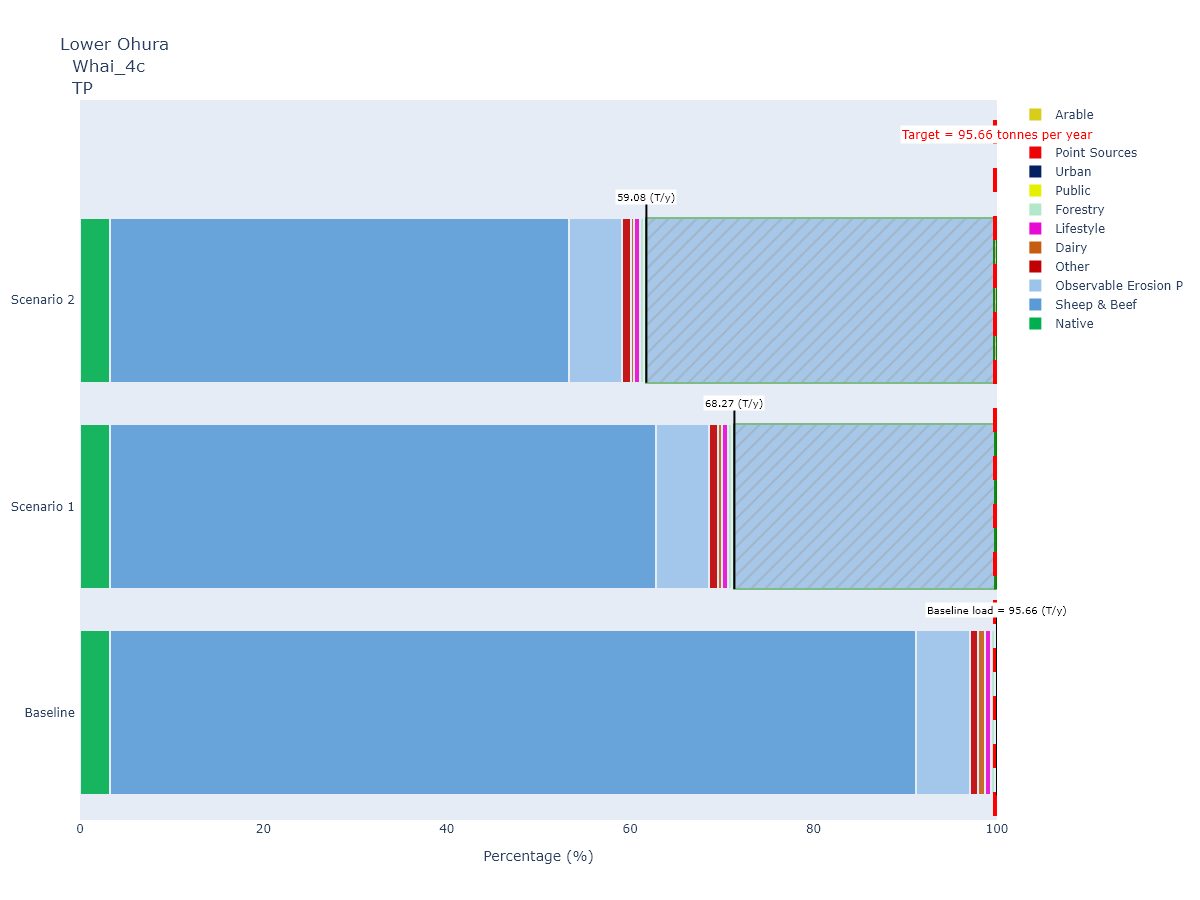 Lower Ohura
Whai_4c
TP
Arable
Target = 95.66 tonnes per year
Point Sources
Urban
Public
Forestry
Lifestyle
Dairy
Other
Observable Erosion P
Sheep & Beef
Native
59.08 (T/y)
Scenario 2
68.27 (T/y)
Scenario 1
Baseline load = 95.66 (T/y)
Baseline
0 20 40 60 80 100
Percentage (%)